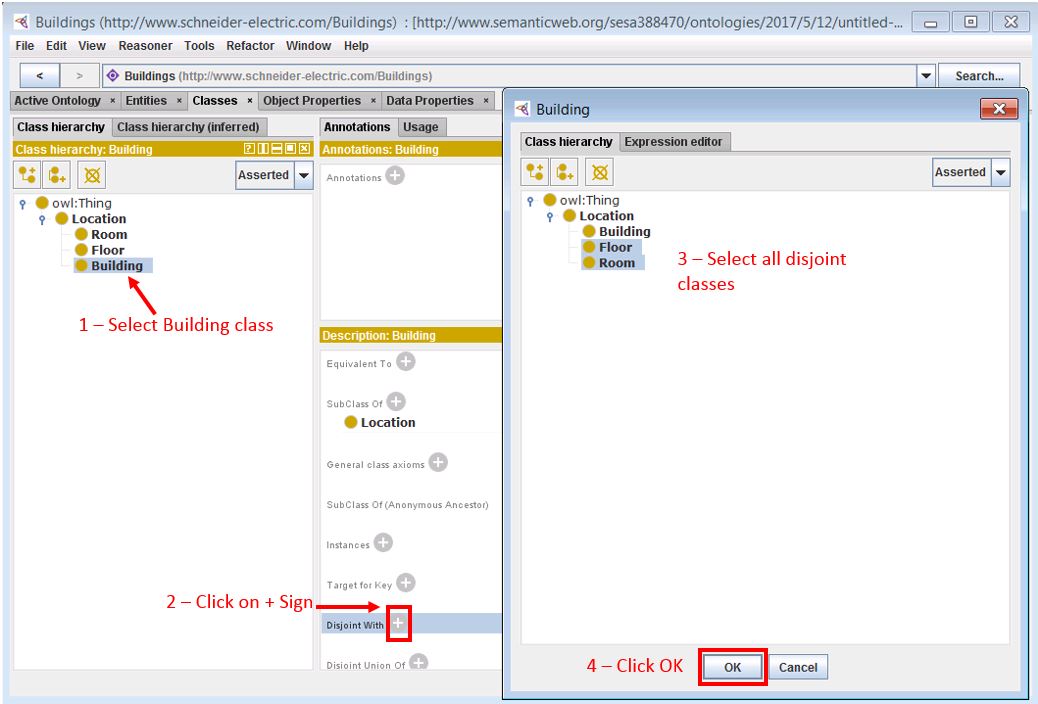 Buildings (http://www.schneider-electric.com/Buildings) : [http://www.semanticweb.org/sesa388470/ontologies/2017/5/12/untitled-...
File Edit View Reasoner Tools Refactor Window Help
< > Buildings (http://www.schneider-electric.com/Buildings) Search...
Active Ontology × Entities × Classes × Object Properties × Data Properties ×
Class hierarchy Class hierarchy (inferred)
Class hierarchy: Building
Asserted
owl:Thing
Location
Room
Floor
Building
1 – Select Building class
Annotations Usage
Annotations: Building
Annotations
Description: Building
Equivalent To
SubClass Of
Location
General class axioms
SubClass Of (Anonymous Ancestor)
Instances
Target for Key
2 – Click on + Sign
Disjoint With
Disjoint Union Of
Building
Class hierarchy Expression editor
Asserted
owl:Thing
Location
Building
Floor
Room
3 – Select all disjoint
classes
4 – Click OK
OK Cancel